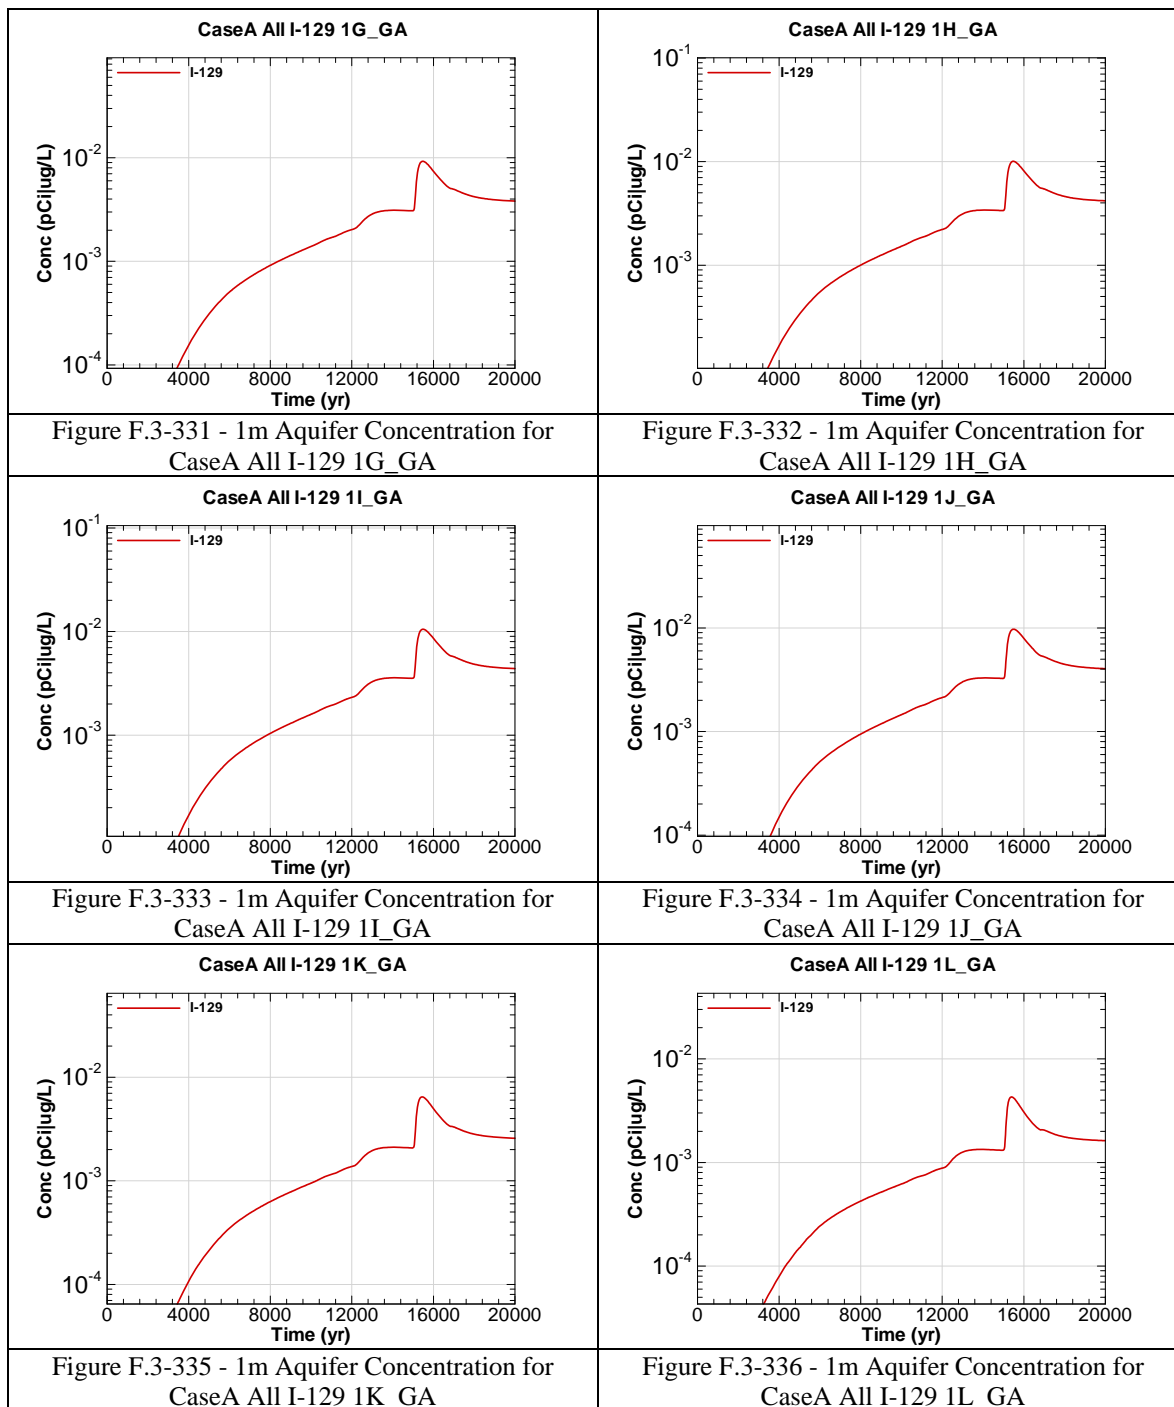 CaseA All I-129 1G_GA
I-129
10-2
10-3
10-4
Conc (pCi|ug/L)
0 4000 8000 12000 16000 20000
Time (yr)
Figure F.3-331 - 1m Aquifer Concentration for
CaseA All I-129 1G_GA
CaseA All I-129 1H_GA
I-129
10-1
10-2
10-3
Conc (pCi|ug/L)
0 4000 8000 12000 16000 20000
Time (yr)
Figure F.3-332 - 1m Aquifer Concentration for
CaseA All I-129 1H_GA
CaseA All I-129 1I_GA
I-129
10-1
10-2
10-3
Conc (pCi|ug/L)
0 4000 8000 12000 16000 20000
Time (yr)
Figure F.3-333 - 1m Aquifer Concentration for
CaseA All I-129 1I_GA
CaseA All I-129 1J_GA
I-129
10-2
10-3
10-4
Conc (pCi|ug/L)
0 4000 8000 12000 16000 20000
Time (yr)
Figure F.3-334 - 1m Aquifer Concentration for
CaseA All I-129 1J_GA
CaseA All I-129 1K_GA
I-129
10-2
10-3
10-4
Conc (pCi|ug/L)
0 4000 8000 12000 16000 20000
Time (yr)
Figure F.3-335 - 1m Aquifer Concentration for
CaseA All I-129 1K_GA
CaseA All I-129 1L_GA
I-129
10-2
10-3
10-4
Conc (pCi|ug/L)
0 4000 8000 12000 16000 20000
Time (yr)
Figure F.3-336 - 1m Aquifer Concentration for
CaseA All I-129 1L_GA